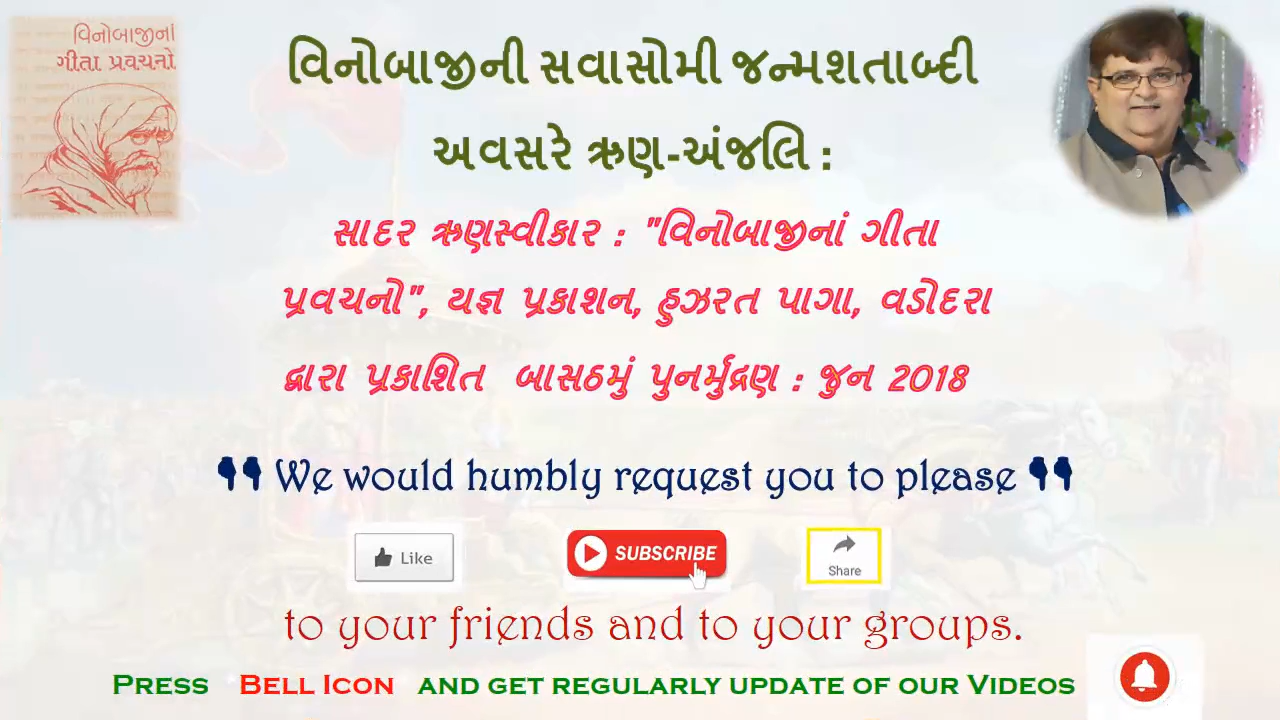 વિનોબાજીનાં
ગીતા પ્રવચનો
વિનોબાજીની સવાસોમી જન્મશતાબ્દી
અવસરે ઋણ-અંજલિ :
સાદર ઋણસ્વીકાર : "વિનોબાજીનાં ગીતા
પ્રવચનો", યજ્ઞ પ્રકાશન, હુઝરત પાગા, વડોદરા
દ્વારા પ્રકાશિત બાસઠમું પુનર્મુદ્રણ : જુન 2018
👇👇 We would humbly request you to please 👇👇
Like
SUBSCRIBE
Share
to your friends and to your groups.
PRESS BELL ICON AND GET REGULARLY UPDATE OF OUR VIDEOS